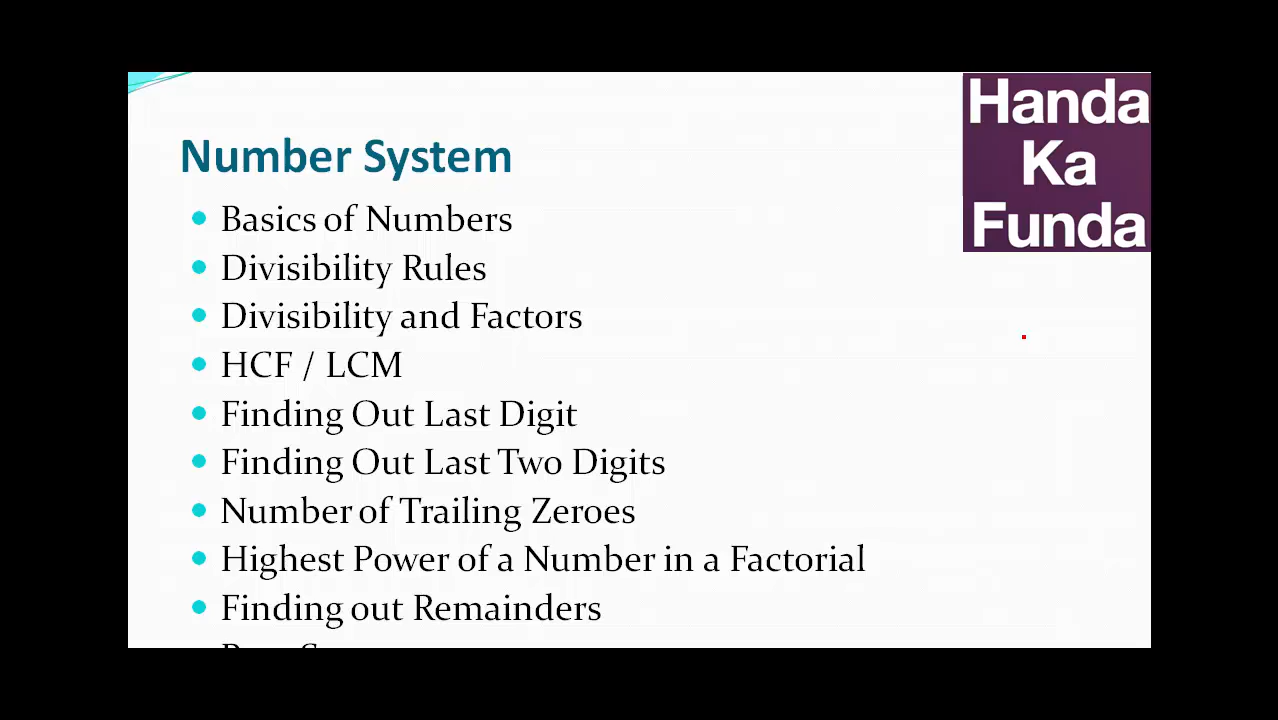 Handa
Ka
Funda
Number System
Basics of Numbers
Divisibility Rules
Divisibility and Factors
HCF / LCM
Finding Out Last Digit
Finding Out Last Two Digits
Number of Trailing Zeroes
Highest Power of a Number in a Factorial
Finding out Remainders